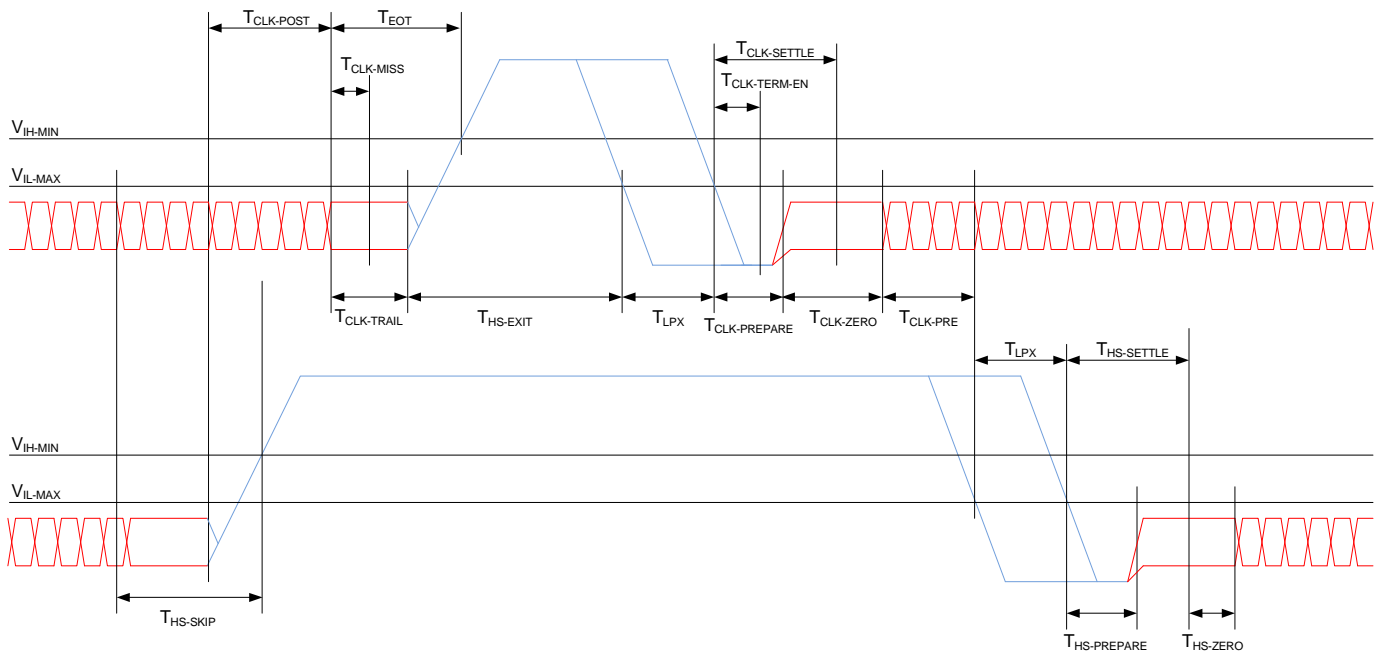 TCLK-POST TEOT
TCLK-MISS
TCLK-SETTLE
TCLK-TERM-EN
VIH-MIN
VIL-MAX
TCLK-TRAIL THS-EXIT TLPX TCLK-PREPARE TCLK-ZERO TCLK-PRE
TLPX THS-SETTLE
VIH-MIN
VIL-MAX
THS-SKIP
THS-PREPARE THS-ZERO